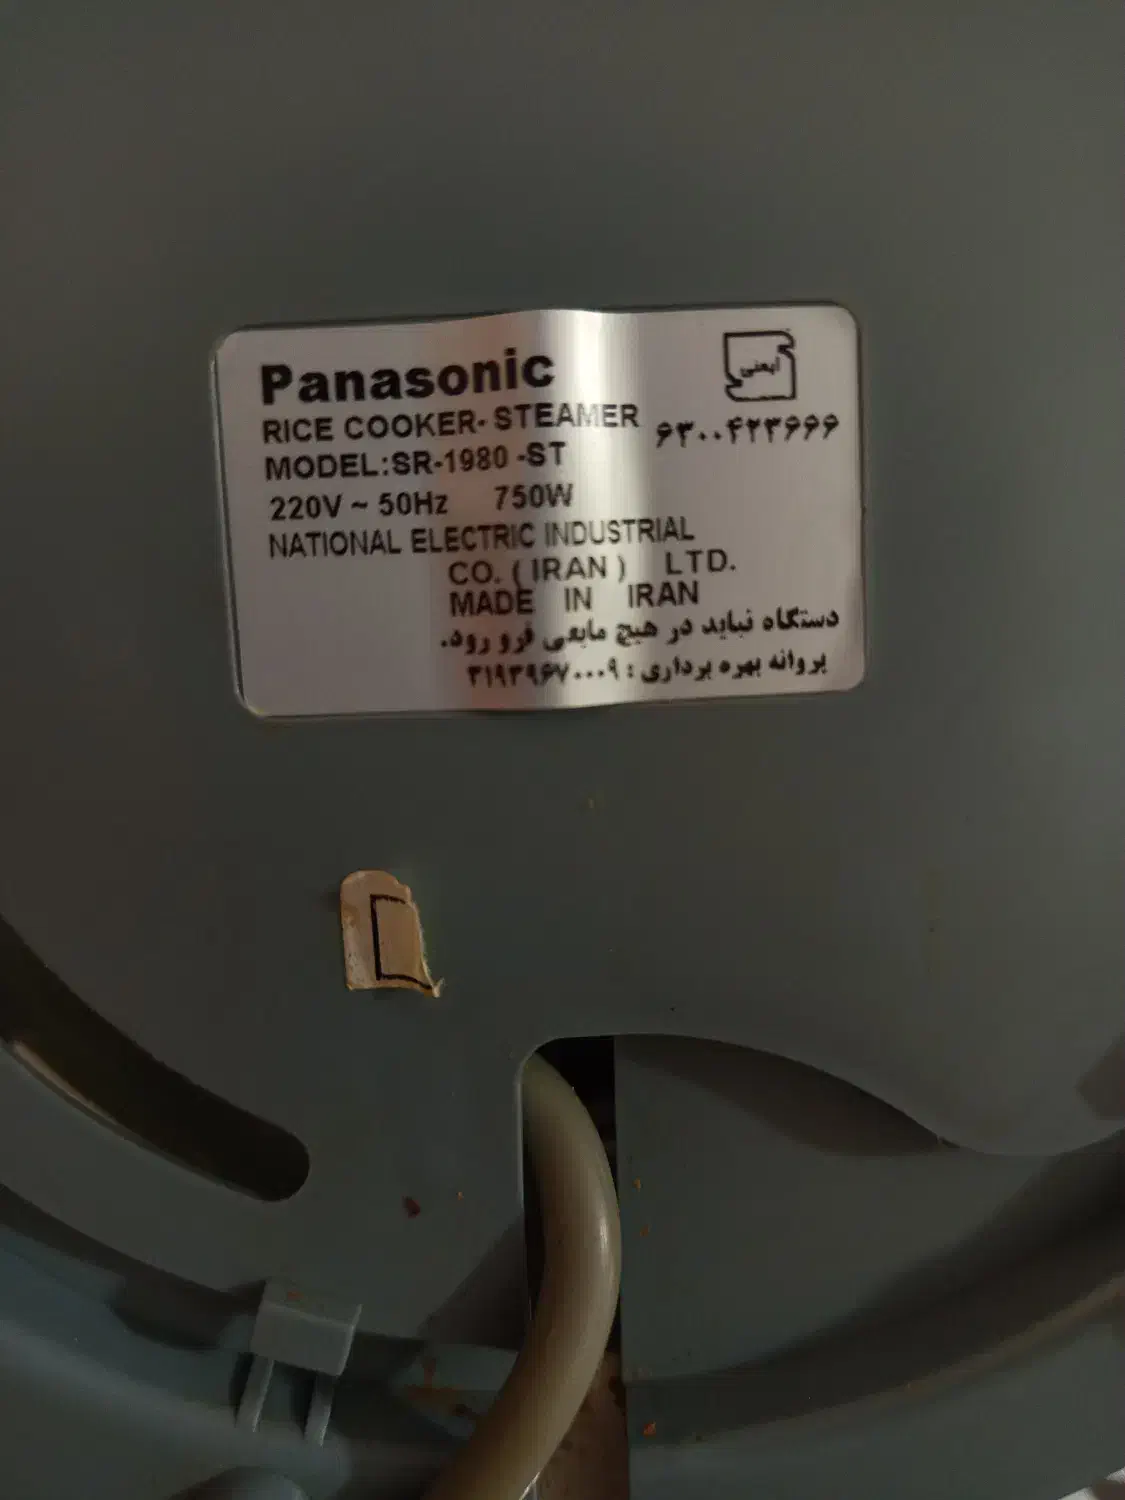 Panasonic
ایمنی
RICE COOKER- STEAMER
۶۳۰۰۴۲۳۶۶۶
MODEL:SR-1980 -ST
220V ~ 50Hz 750W
NATIONAL ELECTRIC INDUSTRIAL
CO. ( IRAN ) LTD.
MADE IN IRAN
دستگاه نباید در هیچ مایعی فرو رود.
پروانه بهره برداری : ۳۱۹۳۹۶۷۰۰۰۹